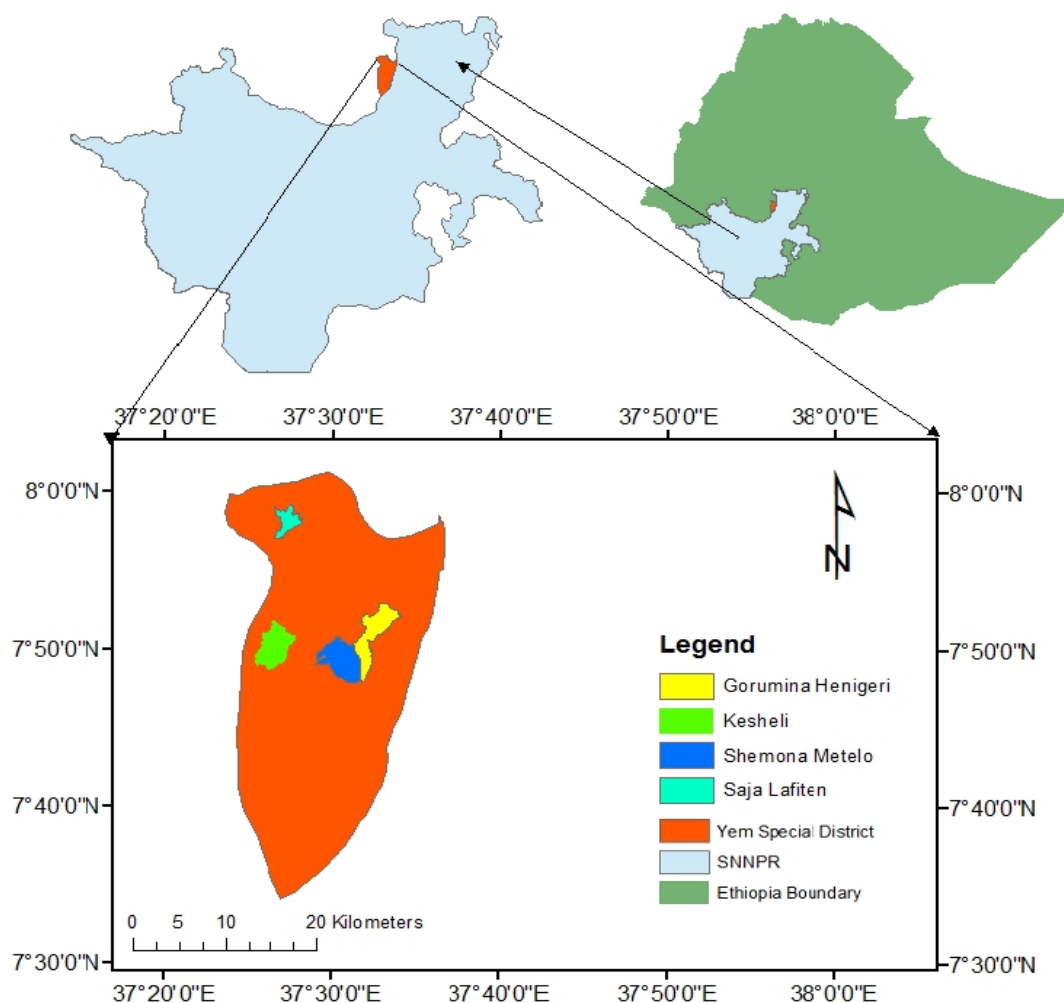 37°20'0"E 37°30'0"E 37°40'0"E 37°50'0"E 38°0'0"E
8°0'0"N 8°0'0"N
N
7°50'0"N 7°50'0"N
Legend
Gorumina Henigeri
Kesheli
Shemona Metelo
Saja Lafiten
7°40'0"N 7°40'0"N
Yem Special District
SNNPR
Ethiopia Boundary
0 5 10 20 Kilometers
7°30'0"N 7°30'0"N
37°20'0"E 37°30'0"E 37°40'0"E 37°50'0"E 38°0'0"E